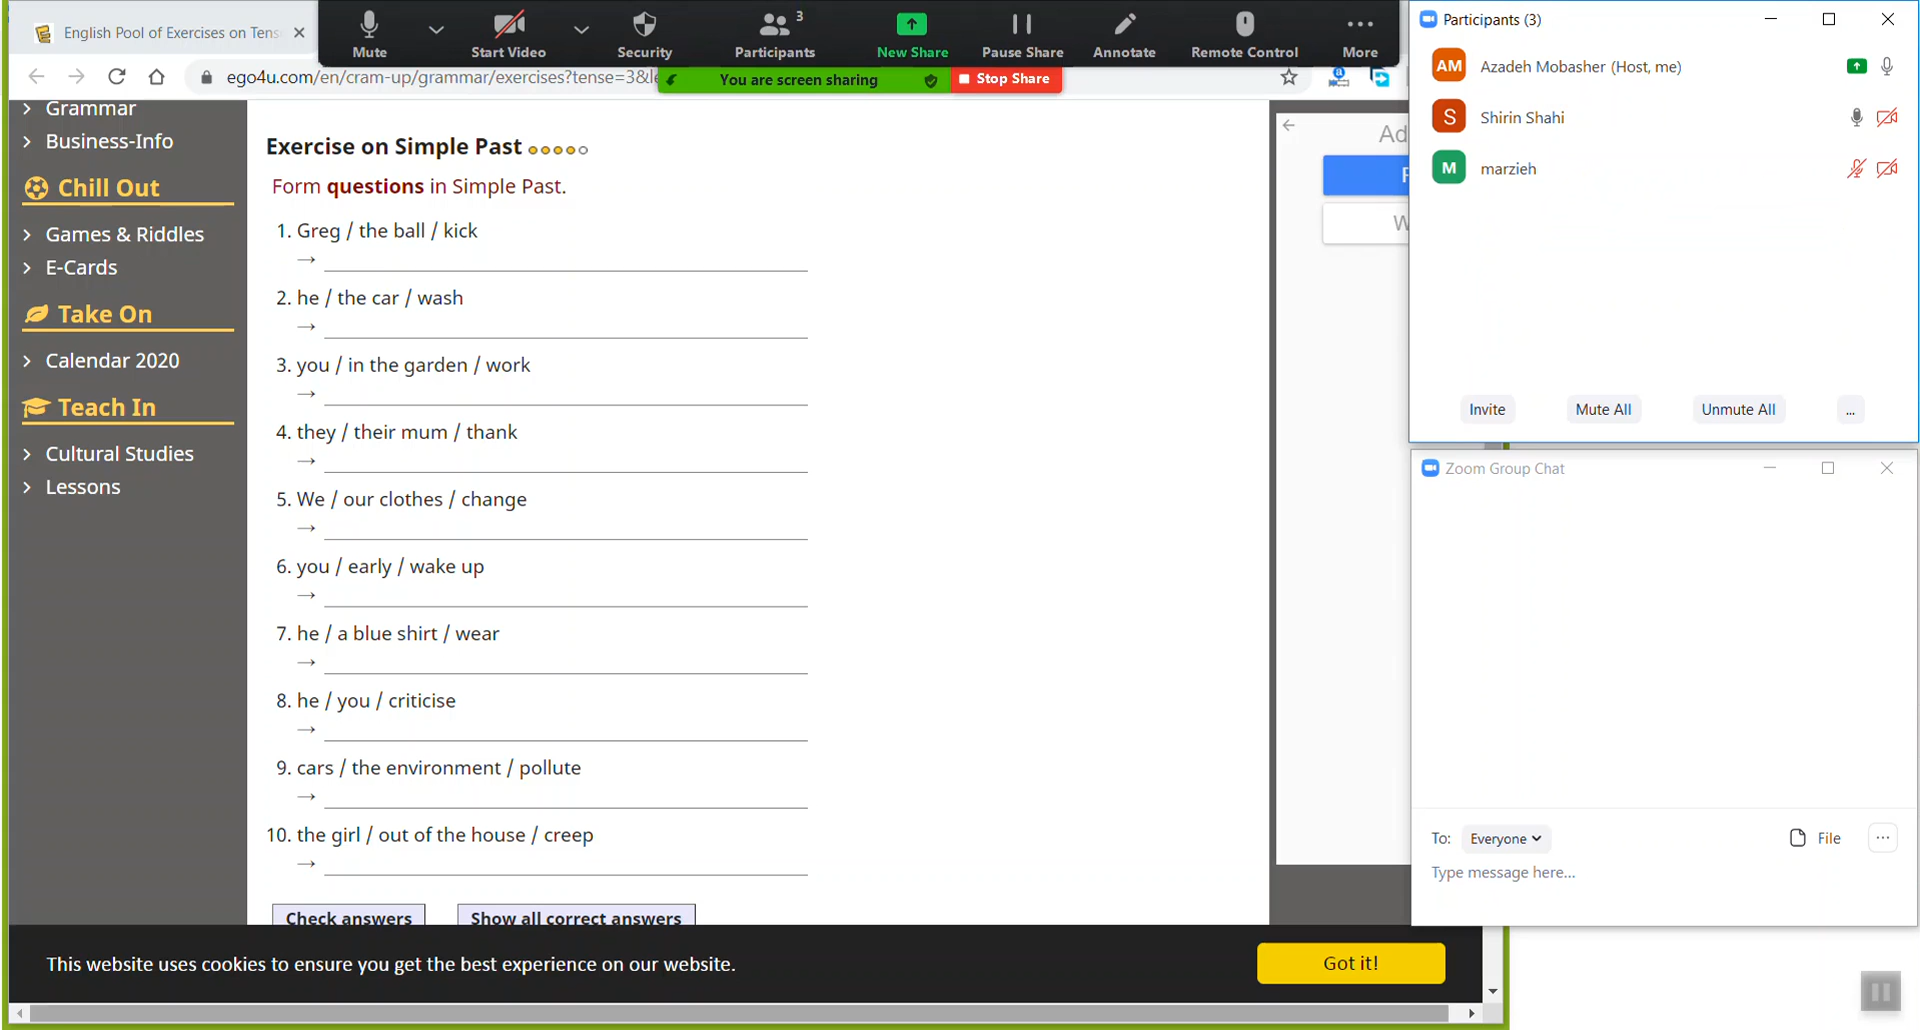 English Pool of Exercises on Tens
Mute
Start Video
Security
Participants
3
New Share
Pause Share
Annotate
Remote Control
More
ego4u.com/en/cram-up/grammar/exercises?tense=3&le
You are screen sharing
Stop Share
Grammar
Business-Info
Chill Out
Games & Riddles
E-Cards
Take On
Calendar 2020
Teach In
Cultural Studies
Lessons
Exercise on Simple Past
Form questions in Simple Past.
1. Greg / the ball / kick
→
2. he / the car / wash
→
3. you / in the garden / work
→
4. they / their mum / thank
→
5. We / our clothes / change
→
6. you / early / wake up
→
7. he / a blue shirt / wear
→
8. he / you / criticise
→
9. cars / the environment / pollute
→
10. the girl / out of the house / creep
→
Check answers
Show all correct answers
Ad
This website uses cookies to ensure you get the best experience on our website.
Got it!
Participants (3)
AM Azadeh Mobasher (Host, me)
S Shirin Shahi
M marzieh
Invite
Mute All
Unmute All
...
Zoom Group Chat
To: Everyone
File
...
Type message here...